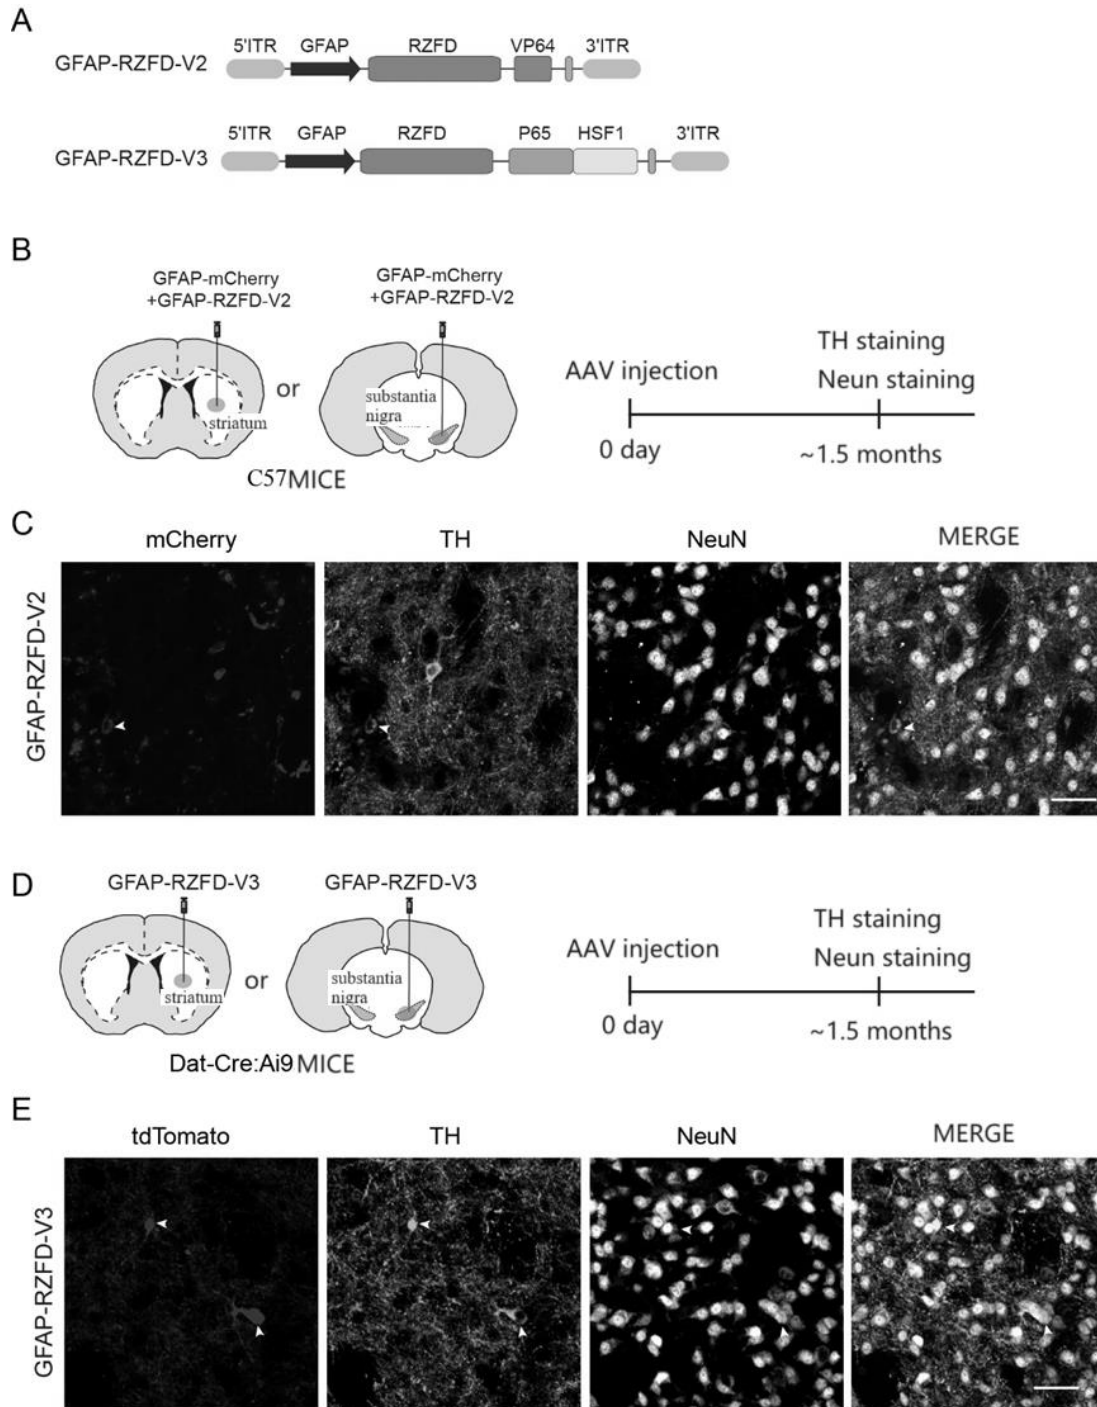 A
5'ITR GFAP RZFD VP64 3'ITR
GFAP-RZFD-V2
5'ITR GFAP RZFD P65 HSF1 3'ITR
GFAP-RZFD-V3
B
GFAP-mCherry
+GFAP-RZFD-V2
GFAP-mCherry
+GFAP-RZFD-V2
striatum
or
substantia
nigra
C57MICE
AAV injection
0 day
TH staining
Neun staining
~1.5 months
C
mCherry TH NeuN MERGE
GFAP-RZFD-V2
D
GFAP-RZFD-V3 GFAP-RZFD-V3
striatum
or
substantia
nigra
Dat-Cre:Ai9 MICE
AAV injection
0 day
TH staining
Neun staining
~1.5 months
E
tdTomato TH NeuN MERGE
GFAP-RZFD-V3